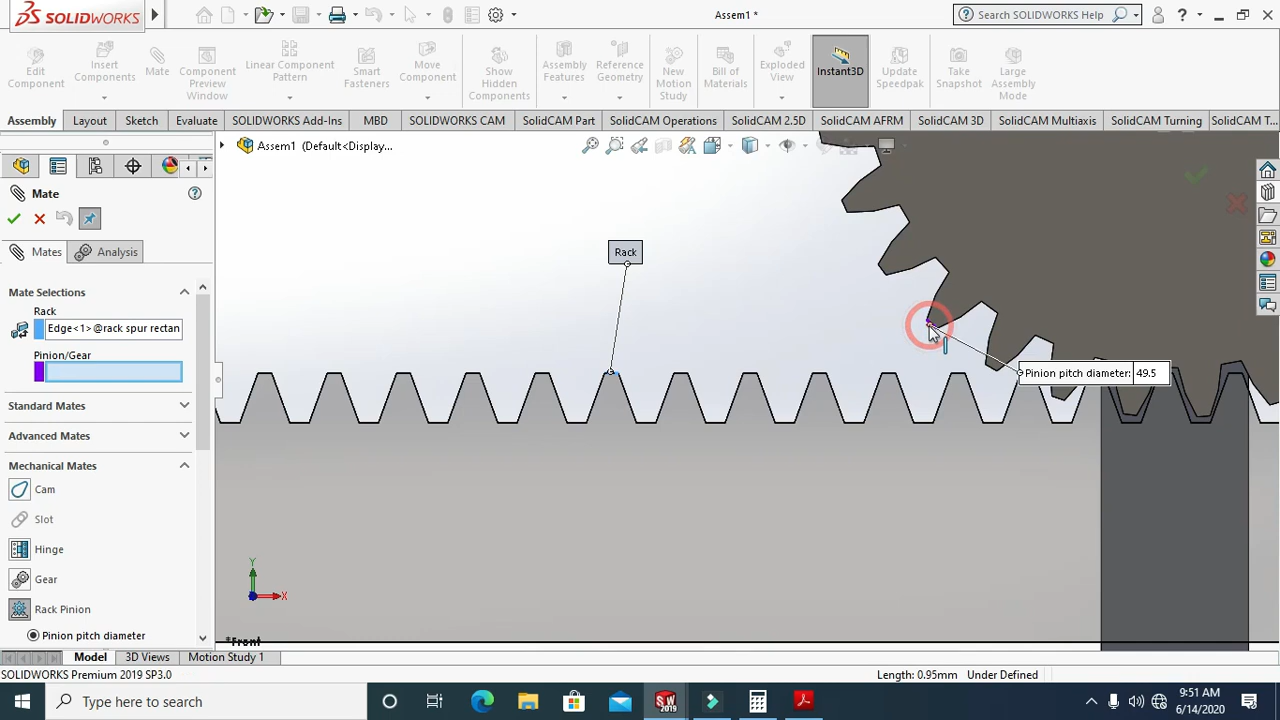 SOLIDWORKS
Assem1 *
Search SOLIDWORKS Help
Edit Component
Insert Components
Mate
Component Preview Window
Linear Component Pattern
Smart Fasteners
Move Component
Show Hidden Components
Assembly Features
Reference Geometry
New Motion Study
Bill of Materials
Exploded View
Instant3D
Update Speedpak
Take Snapshot
Large Assembly Mode
Assembly Layout Sketch Evaluate SOLIDWORKS Add-Ins MBD SOLIDWORKS CAM SolidCAM Part SolidCAM Operations SolidCAM 2.5D SolidCAM AFRM SolidCAM 3D SolidCAM Multiaxis SolidCAM Turning SolidCAM T...
Assem1 (Default<Display...
Mate
Mates Analysis
Mate Selections
Rack
Edge<1>@rack spur rectan
Pinion/Gear
Standard Mates
Advanced Mates
Mechanical Mates
Cam
Slot
Hinge
Gear
Rack Pinion
Pinion pitch diameter
Rack
Pinion pitch diameter: 49.5
Y
X
*Front
Model 3D Views Motion Study 1
SOLIDWORKS Premium 2019 SP3.0
Length: 0.95mm Under Defined
Type here to search
SW
2019
9:51 AM
6/14/2020